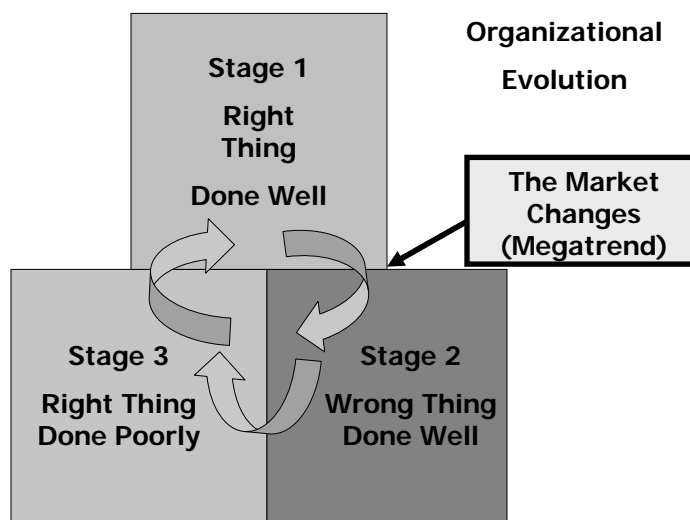 Organizational
Evolution
Stage 1
Right
Thing
Done Well
The Market
Changes
(Megatrend)
Stage 3
Right Thing
Done Poorly
Stage 2
Wrong Thing
Done Well